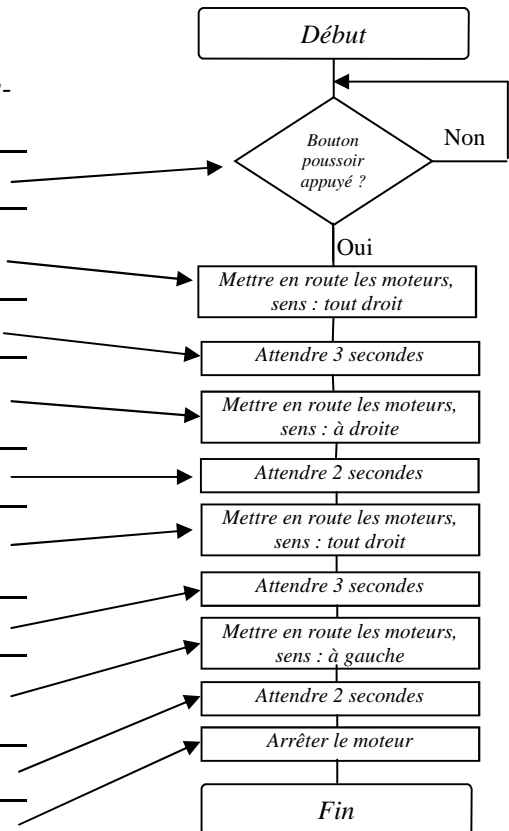 Début
Bouton
poussoir
appuyé ?
Non
Oui
Mettre en route les moteurs,
sens : tout droit
Attendre 3 secondes
Mettre en route les moteurs,
sens : à droite
Attendre 2 secondes
Mettre en route les moteurs,
sens : tout droit
Attendre 3 secondes
Mettre en route les moteurs,
sens : à gauche
Attendre 2 secondes
Arrêter le moteur
Fin